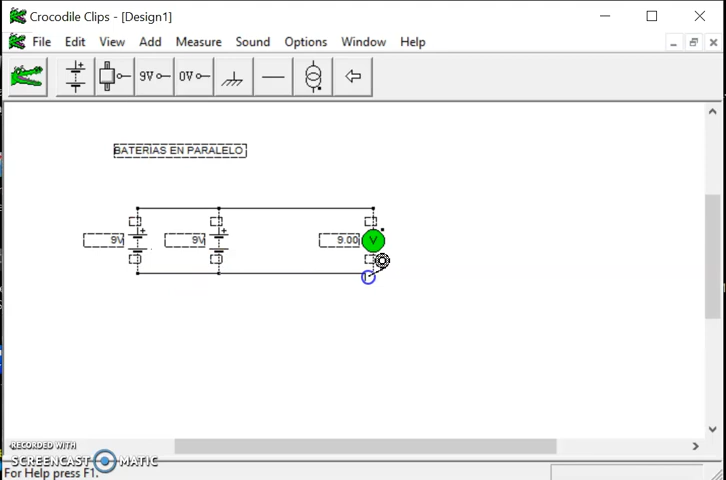 Crocodile Clips - [Design1]
File Edit View Add Measure Sound Options Window Help
9V 0V
BATERIAS EN PARALELO
9V 9V 9.00 V
RECORDED WITH
SCREENCAST MATIC
For Help press F1.